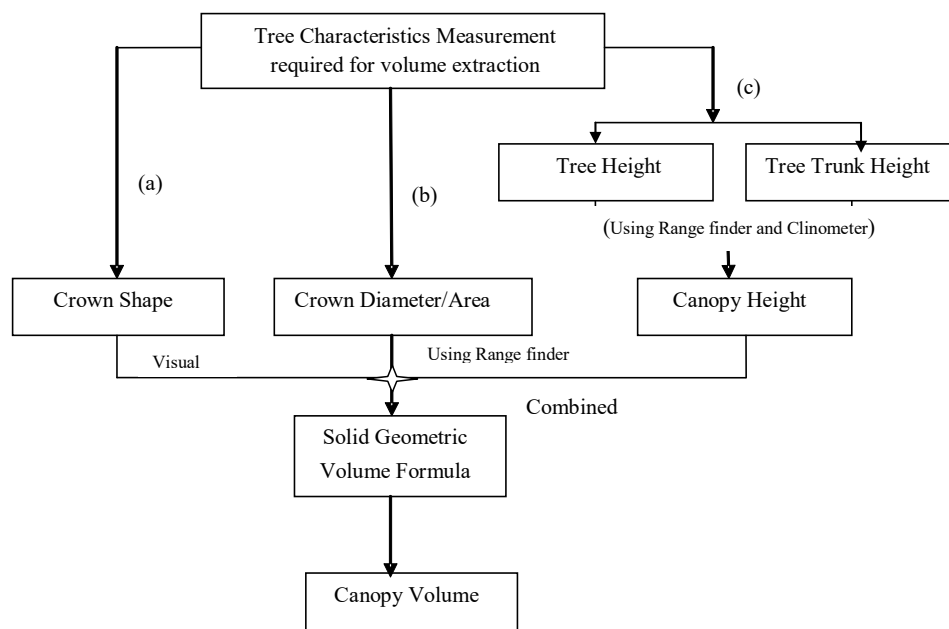 Tree Characteristics Measurement
required for volume extraction
(c)
Tree Height
Tree Trunk Height
(a)
(b)
(Using Range finder and Clinometer)
Crown Shape
Crown Diameter/Area
Canopy Height
Visual
Using Range finder
Combined
Solid Geometric
Volume Formula
Canopy Volume